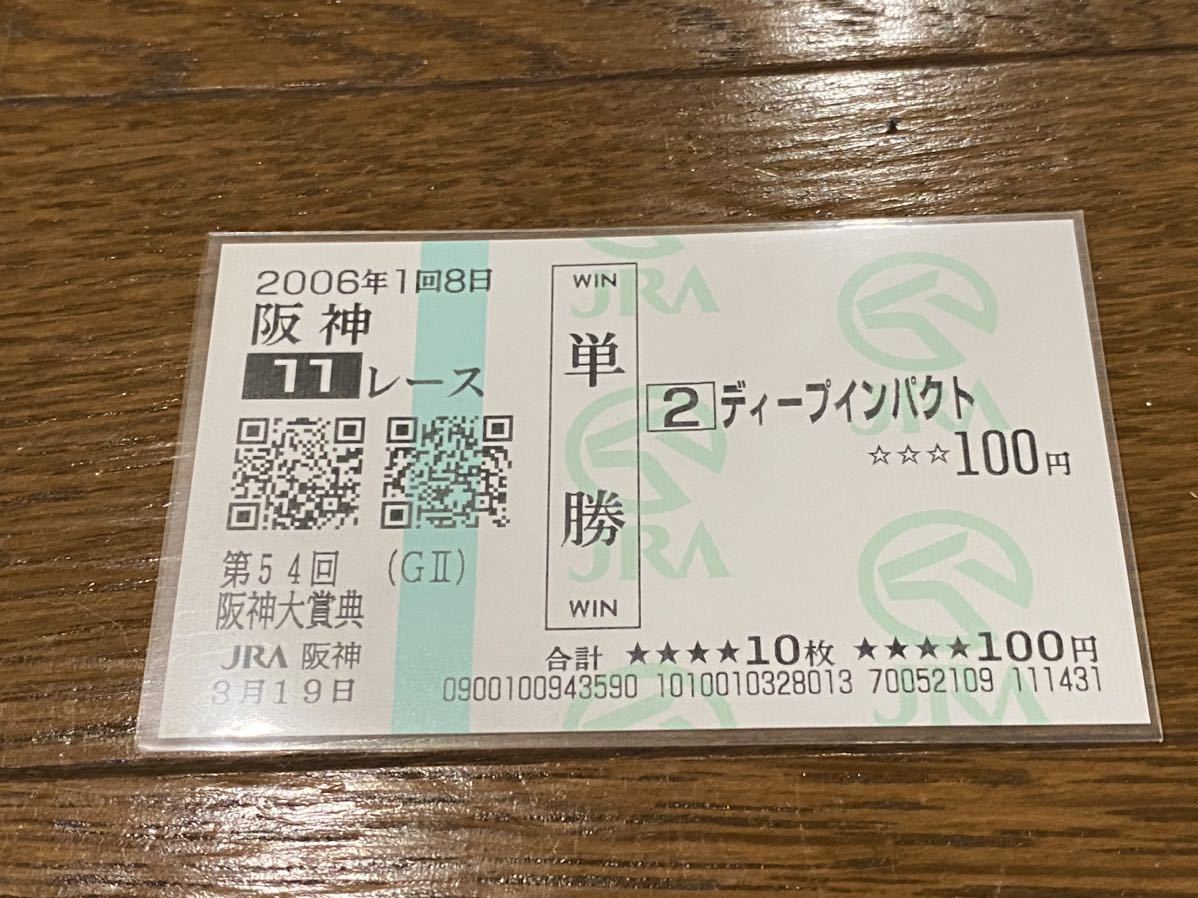 2006年1回8日
阪神
11レース
第54回 (GⅡ)
阪神大賞典
JRA 阪神
3月19日
WIN
単勝
WIN
2 ディープインパクト
☆☆☆100円
合計 ★★★★10枚 ★★★★100円
0900100943590 1010010328013 70052109 111431
JRA
JRA
JRA
JRA